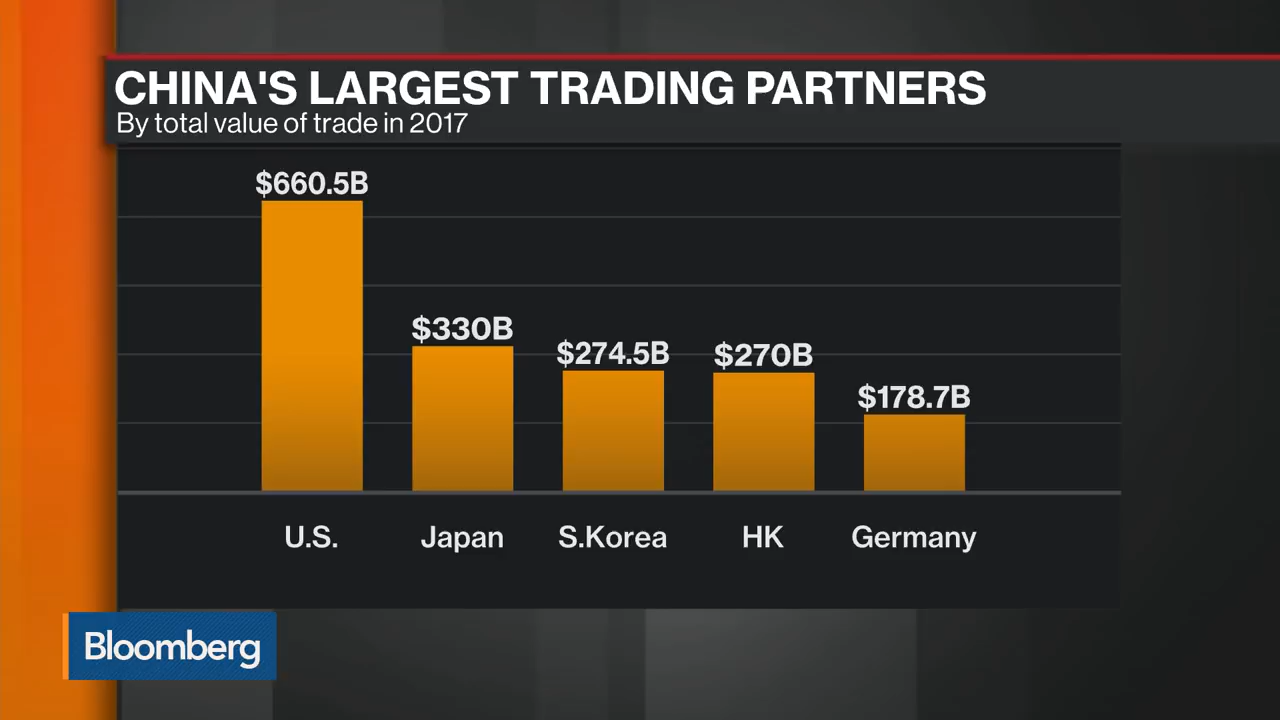 CHINA'S LARGEST TRADING PARTNERS
By total value of trade in 2017
$660.5B
$330B
$274.5B
$270B
$178.7B
U.S.
Japan
S.Korea
HK
Germany
Bloomberg